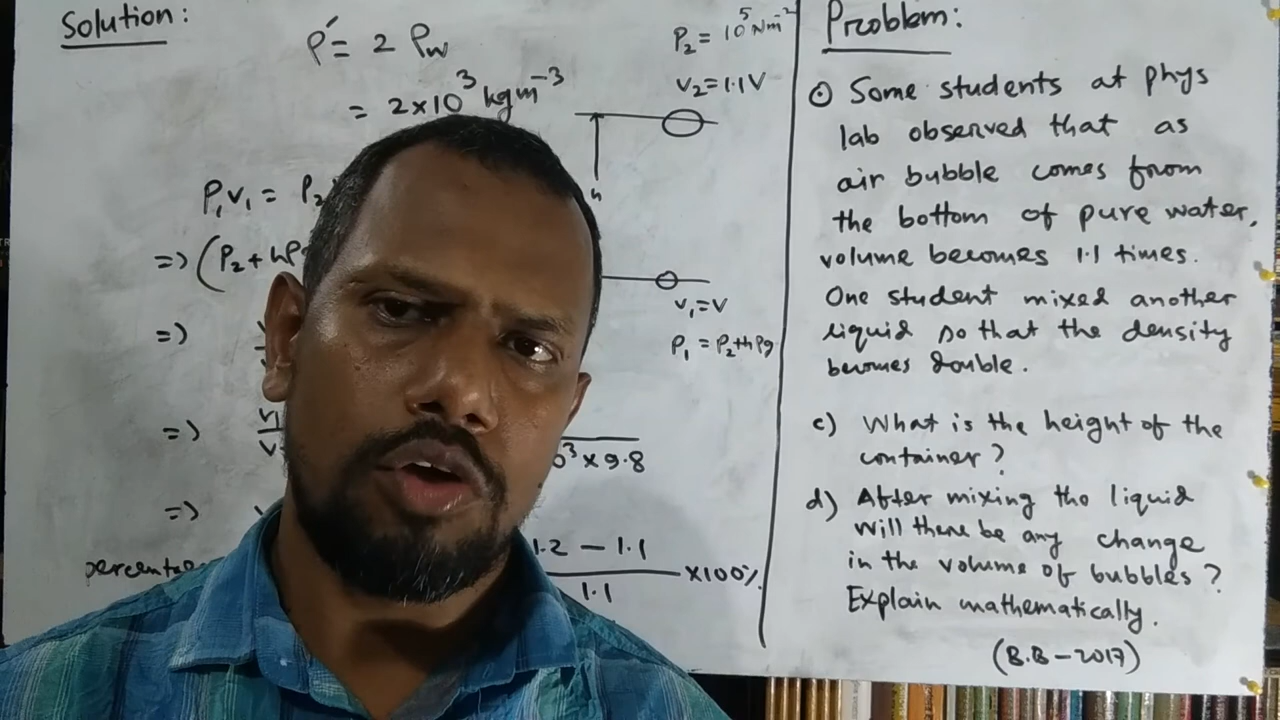 Solution:
ρ′ = 2 ρw
= 2×10³ kgm⁻³
P₁V₁ = P₂
=> (P₂ + hρ
=>
=> V₁
=>
percentage
P₂ = 10⁵ Nm⁻²
V₂ = 1.1V
h
V₁ = V
P₁ = P₂+hρg
0³ × 9.8
1.2 − 1.1
×100%
1.1
Problem:
⊙ Some students at phys
lab observed that as
air bubble comes from
the bottom of pure water,
volume becomes 1.1 times.
One student mixed another
liquid so that the density
becomes double.
c) What is the height of the
container?
d) After mixing the liquid
will there be any change
in the volume of bubbles?
Explain mathematically.
(B.B – 2017)